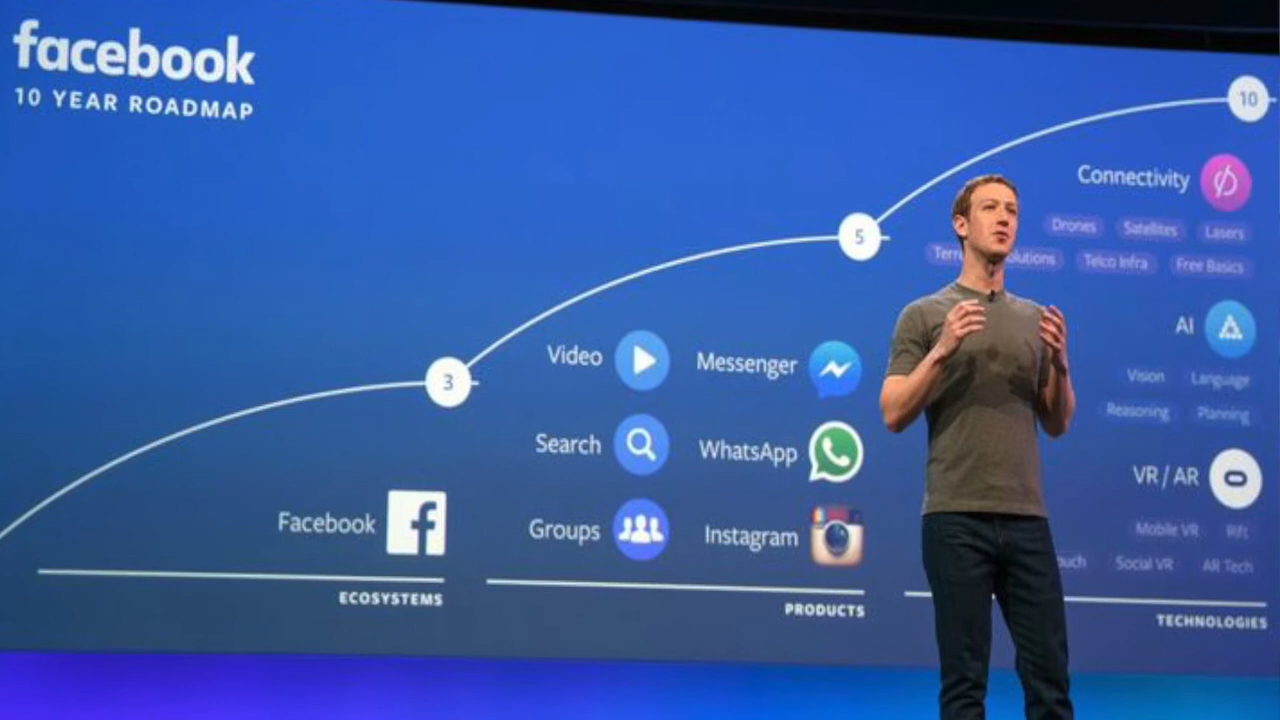 facebook
10 YEAR ROADMAP
3
5
10
Facebook
ECOSYSTEMS
Video
Messenger
Search
WhatsApp
Groups
Instagram
PRODUCTS
Connectivity
Drones Satellites Lasers
Telco Infra Free Basics
AI
Vision Language
Reasoning Planning
VR / AR
Mobile VR Rift
Social VR AR Tech
TECHNOLOGIES